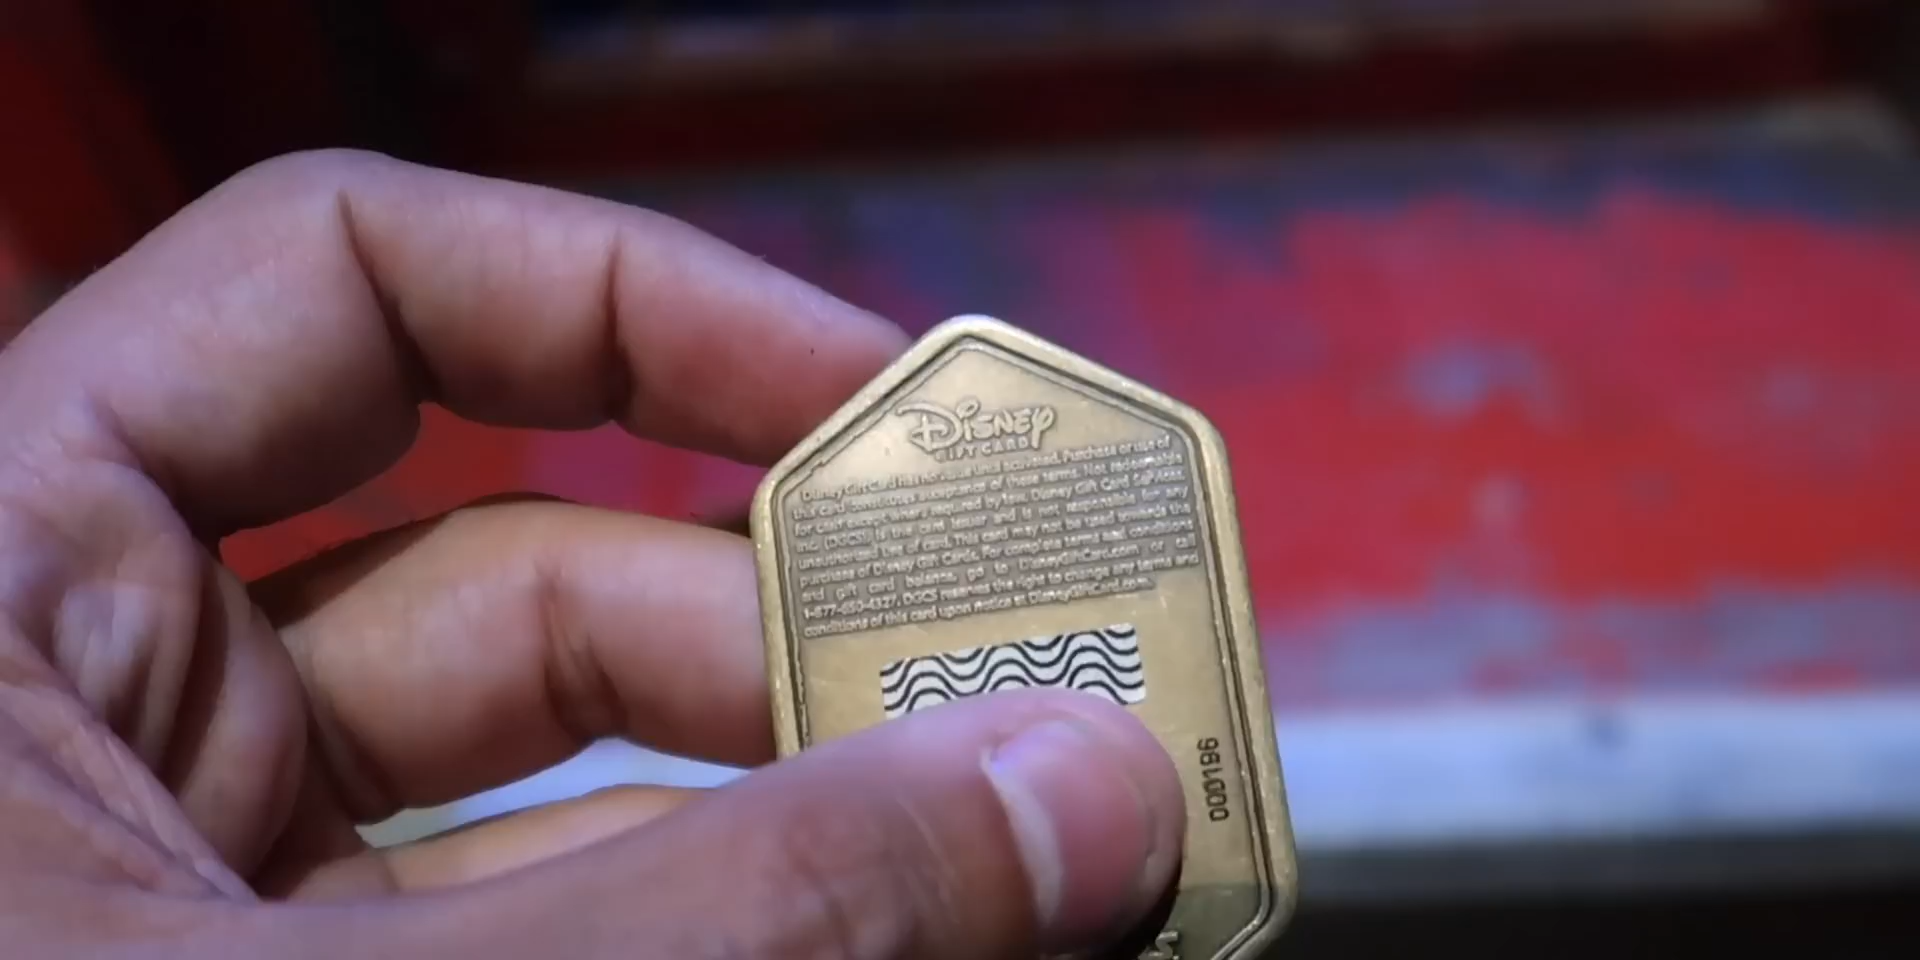 Disney
GIFT CARD
Disney Gift Card has no value until activated. Purchase or use of
this card constitutes acceptance of these terms. Not redeemable
for cash except where required by law. Disney Gift Card Services,
Inc. (DGCS), is the card issuer and is not responsible for any
unauthorized use of card. This card may not be used towards the
purchase of Disney Gift Cards. For complete terms and conditions
and gift card balance, go to DisneyGiftCard.com or call
1-877-650-4327. DGCS reserves the right to change any terms and
conditions of this card upon notice at DisneyGiftCard.com.
000196